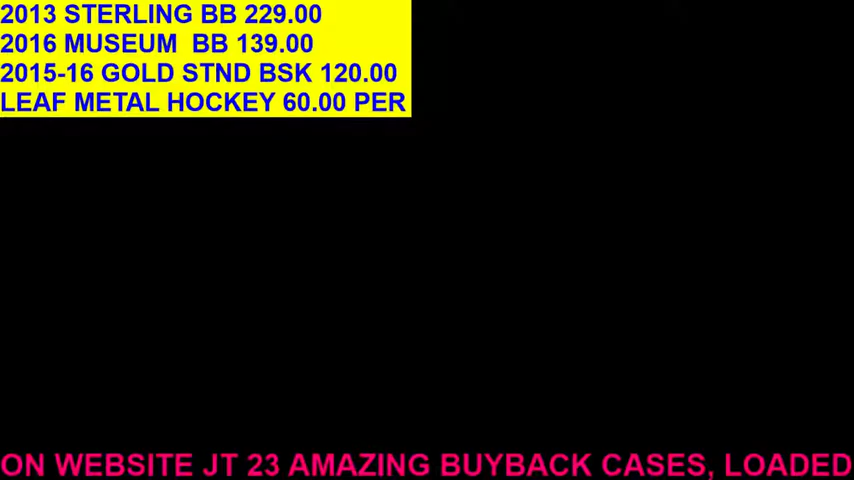 2013 STERLING BB 229.00
2016 MUSEUM  BB 139.00
2015-16 GOLD STND BSK 120.00
LEAF METAL HOCKEY 60.00 PER
ON WEBSITE JT 23 AMAZING BUYBACK CASES, LOADED